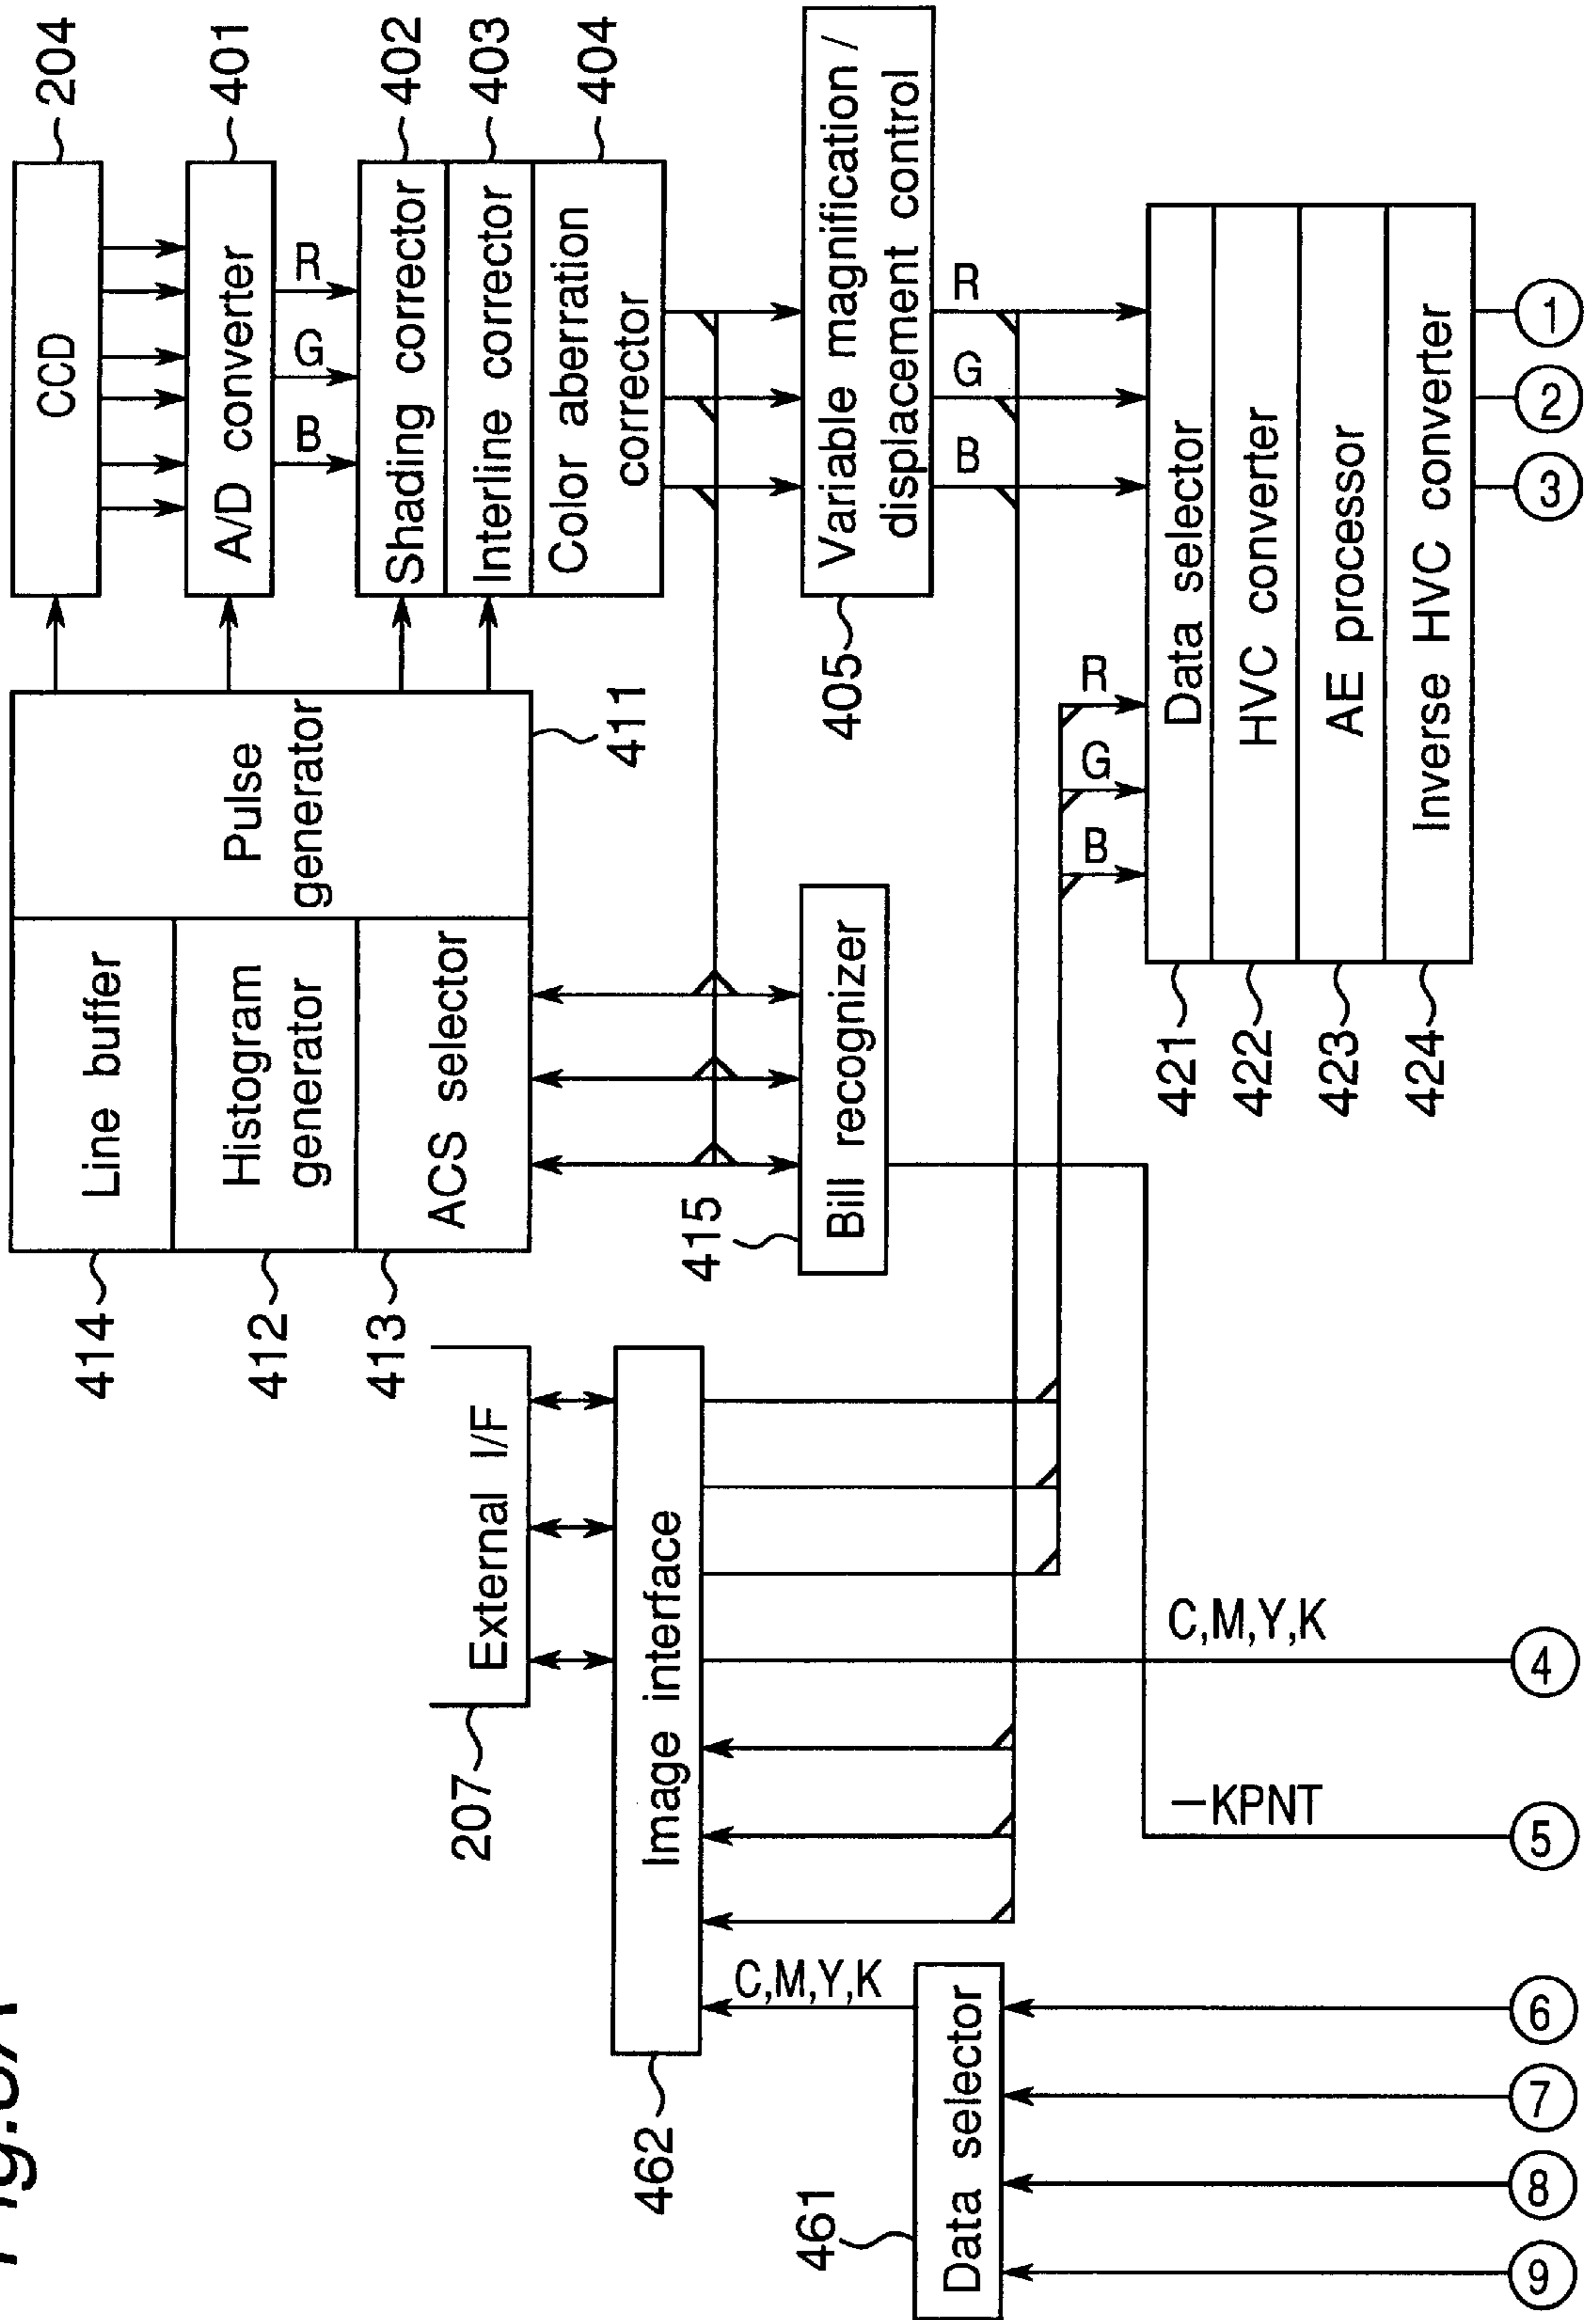 204
CCD
401
A/D converter
R
G
B
402
403
404
Shading corrector
Interline corrector
Color aberration
corrector
Variable magnification /
displacement control
405
R
G
B
Pulse
generator
411
Line buffer
Histogram
generator
ACS selector
414
412
413
415
Bill recognizer
External I/F
207
Image interface
462
R
G
B
Data selector
HVC converter
AE processor
Inverse HVC converter
421
422
423
424
C,M,Y,K
–KPNT
C,M,Y,K
Data selector
461
1
2
3
4
5
6
7
8
9